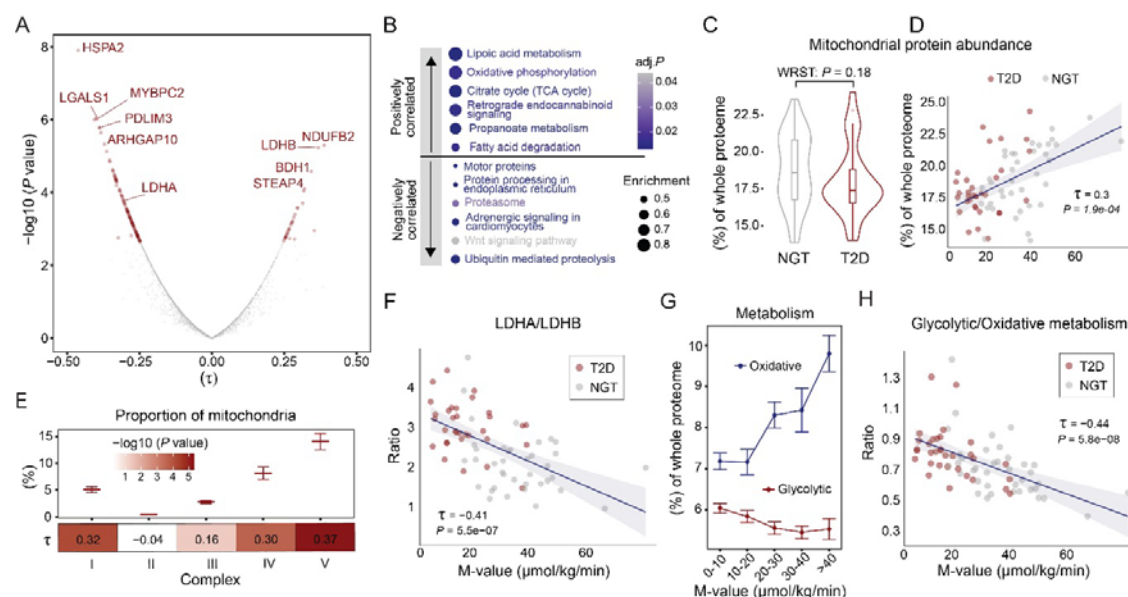 A
−log10 (P value)
8
6
4
2
0
HSPA2
LGALS1
MYBPC2
PDLIM3
ARHGAP10
LDHA
NDUFB2
LDHB
BDH1
STEAP4
−0.50
−0.25
0.00
0.25
0.50
(τ)
B
Positively
correlated
Negatively
correlated
Lipoic acid metabolism
Oxidative phosphorylation
Citrate cycle (TCA cycle)
Retrograde endocannabinoid
signaling
Propanoate metabolism
Fatty acid degradation
Motor proteins
Protein processing in
endoplasmic reticulum
Proteasome
Adrenergic signaling in
cardiomyocytes
Wnt signaling pathway
Ubiquitin mediated proteolysis
adj.P
0.04
0.03
0.02
0.01
Enrichment
0.5
0.6
0.7
0.8
C
Mitochondrial protein abundance
WRST: P = 0.18
(%) of whole proteoeme
22.5
20.0
17.5
15.0
NGT
T2D
D
T2D
NGT
(%) of whole proteome
25.0
22.5
20.0
17.5
15.0
τ = 0.3
P = 1.9e-04
0
20
40
60
E
Proportion of mitochondria
−log10 (P value)
1 2 3 4 5
(%)
15
10
5
0
τ
0.32
−0.04
0.16
0.30
0.37
I
II
III
IV
V
Complex
F
LDHA/LDHB
T2D
NGT
Ratio
4
3
2
1
τ = −0.41
P = 5.5e−07
0
20
40
60
80
M-value (µmol/kg/min)
G
Metabolism
Oxidative
Glycolytic
(%) of whole proteome
10
9
8
7
6
0-10
10-20
20-30
30-40
>40
M-value (µmol/kg/min)
H
Glycolytic/Oxidative metabolism
T2D
NGT
τ = −0.44
P = 5.8e−08
Ratio
1.3
1.1
0.9
0.7
0.5
0.3
0
20
40
60
80
M-value (µmol/kg/min)